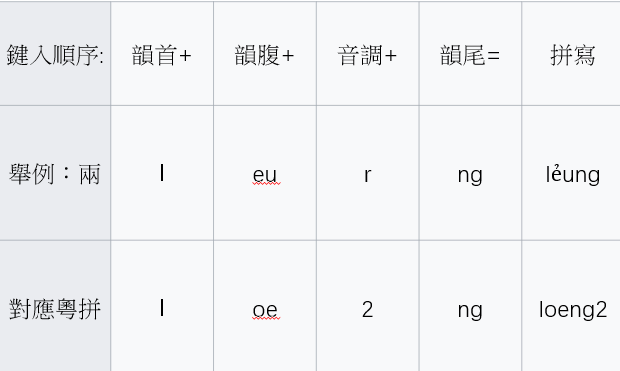 鍵入順序: 韻首+ 韻腹+ 音調+ 韻尾= 拼寫
舉例：兩 l eu r ng lẻung
對應粵拼 l oe 2 ng loeng2